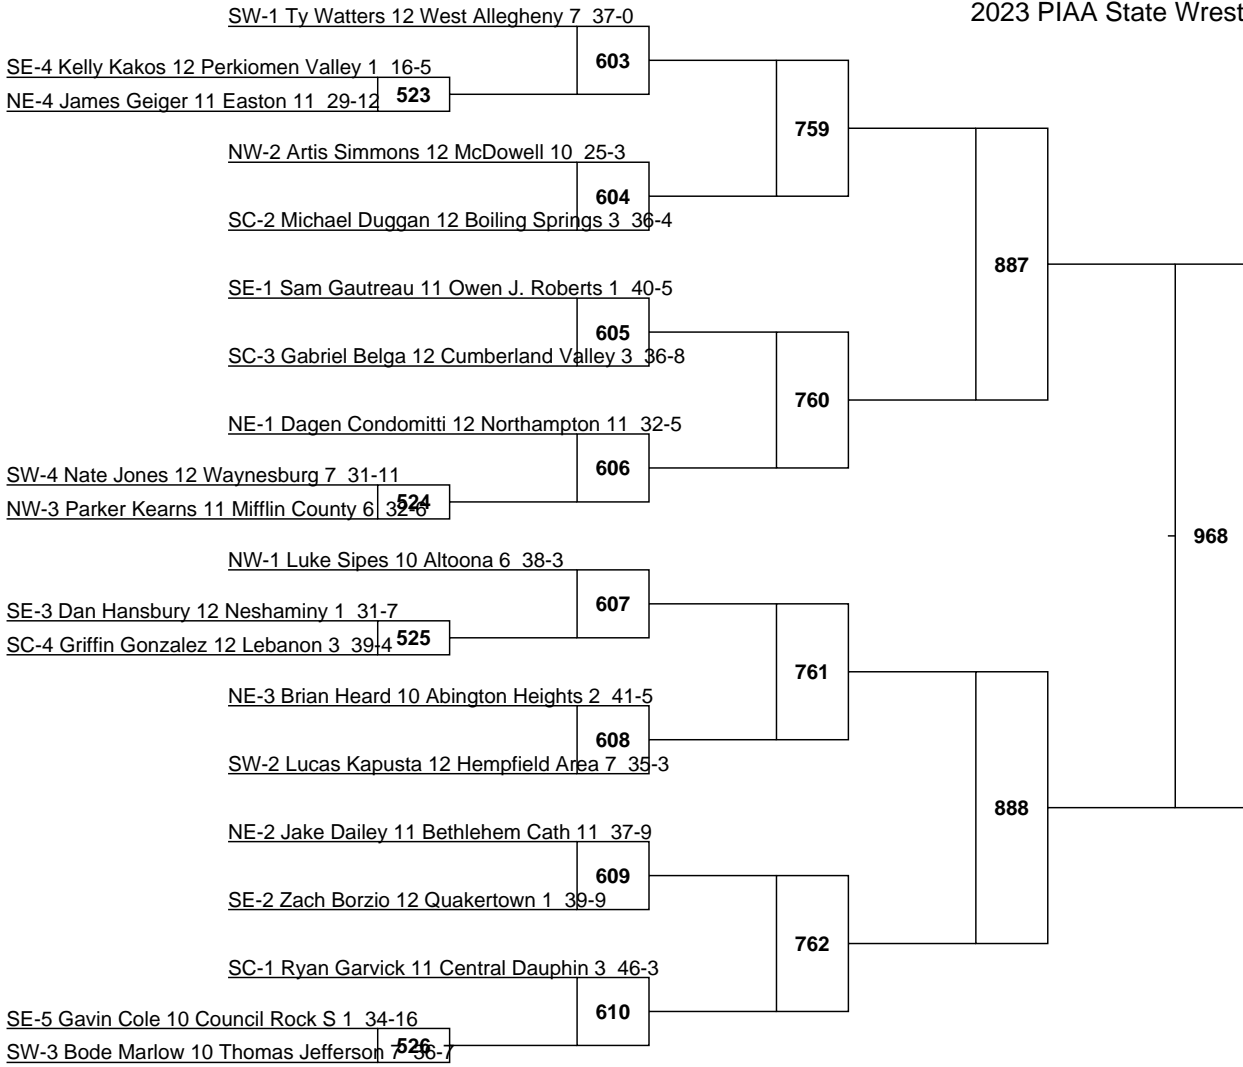 2023 PIAA State Wrest
SW-1 Ty Watters 12 West Allegheny 7 37-0
603
SE-4 Kelly Kakos 12 Perkiomen Valley 1 16-5
523
NE-4 James Geiger 11 Easton 11 29-12
759
NW-2 Artis Simmons 12 McDowell 10 25-3
604
SC-2 Michael Duggan 12 Boiling Springs 3 36-4
887
SE-1 Sam Gautreau 11 Owen J. Roberts 1 40-5
605
SC-3 Gabriel Belga 12 Cumberland Valley 3 36-8
760
NE-1 Dagen Condomitti 12 Northampton 11 32-5
606
SW-4 Nate Jones 12 Waynesburg 7 31-11
524
NW-3 Parker Kearns 11 Mifflin County 6 32-6
968
NW-1 Luke Sipes 10 Altoona 6 38-3
607
SE-3 Dan Hansbury 12 Neshaminy 1 31-7
525
SC-4 Griffin Gonzalez 12 Lebanon 3 39-4
761
NE-3 Brian Heard 10 Abington Heights 2 41-5
608
SW-2 Lucas Kapusta 12 Hempfield Area 7 35-3
888
NE-2 Jake Dailey 11 Bethlehem Cath 11 37-9
609
SE-2 Zach Borzio 12 Quakertown 1 39-9
762
SC-1 Ryan Garvick 11 Central Dauphin 3 46-3
610
SE-5 Gavin Cole 10 Council Rock S 1 34-16
526
SW-3 Bode Marlow 10 Thomas Jefferson 7 36-7